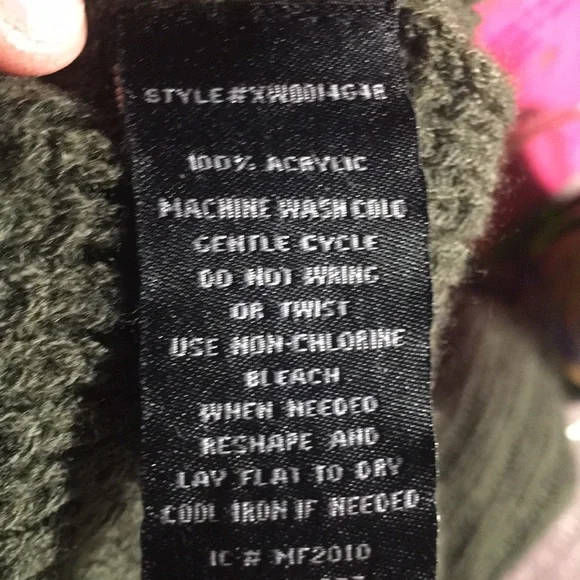 STYLE#XW0014G4R
100% ACRYLIC
MACHINE WASH COLD
GENTLE CYCLE
DO NOT WRING
OR TWIST
USE NON-CHLORINE
BLEACH
WHEN NEEDED
RESHAPE AND
LAY FLAT TO DRY
COOL IRON IF NEEDED
IC # MF2010